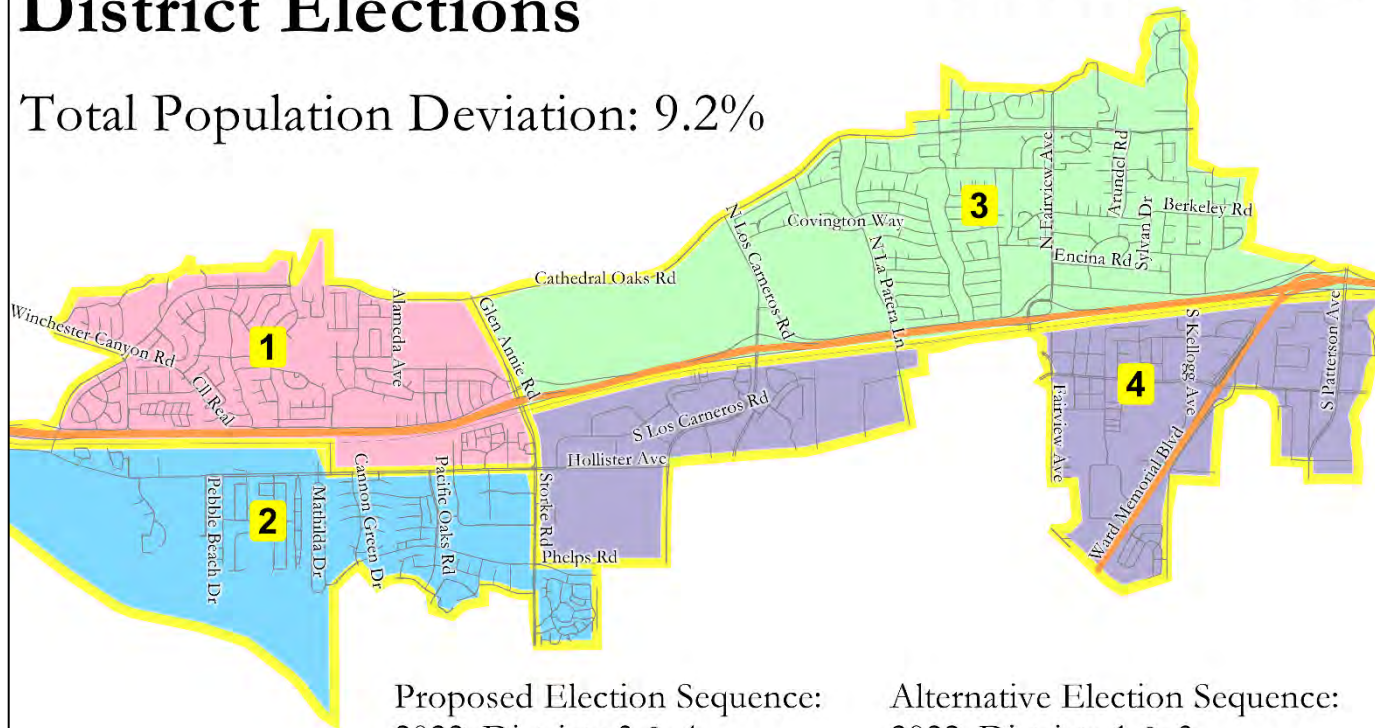 District Elections
Total Population Deviation: 9.2%
N Fairview Ave
Arundel Rd
3
Berkeley Rd
Sylvan Dr
Covington Way
N Los Carneros Rd
N La Patera Ln
Encina Rd
Cathedral Oaks Rd
Alameda Ave
Glen Annie Rd
Winchester Canyon Rd
1
Cll Real
S Kellogg Ave
S Patterson Ave
4
Fairview Ave
S Los Carneros Rd
Hollister Ave
Ward Memorial Blvd
Pebble Beach Dr
2
Mathilda Dr
Cannon Green Dr
Pacific Oaks Rd
Storke Rd
Phelps Rd
Proposed Election Sequence:
Alternative Election Sequence: